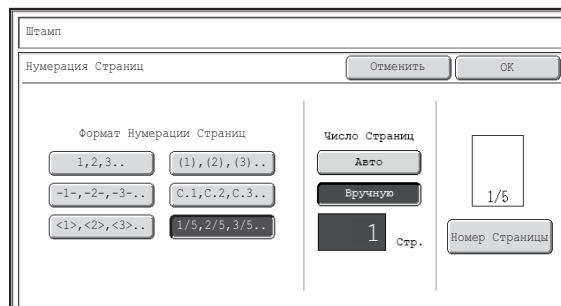 Штамп
Нумерация Страниц
Отменить
OK
Формат Нумерации Страниц
1,2,3..
(1),(2),(3)..
-1-,-2-,-3-..
С.1,С.2,С.3..
<1>,<2>,<3>..
1/5,2/5,3/5..
Число Страниц
Авто
Вручную
1
Стр.
1/5
Номер Страницы